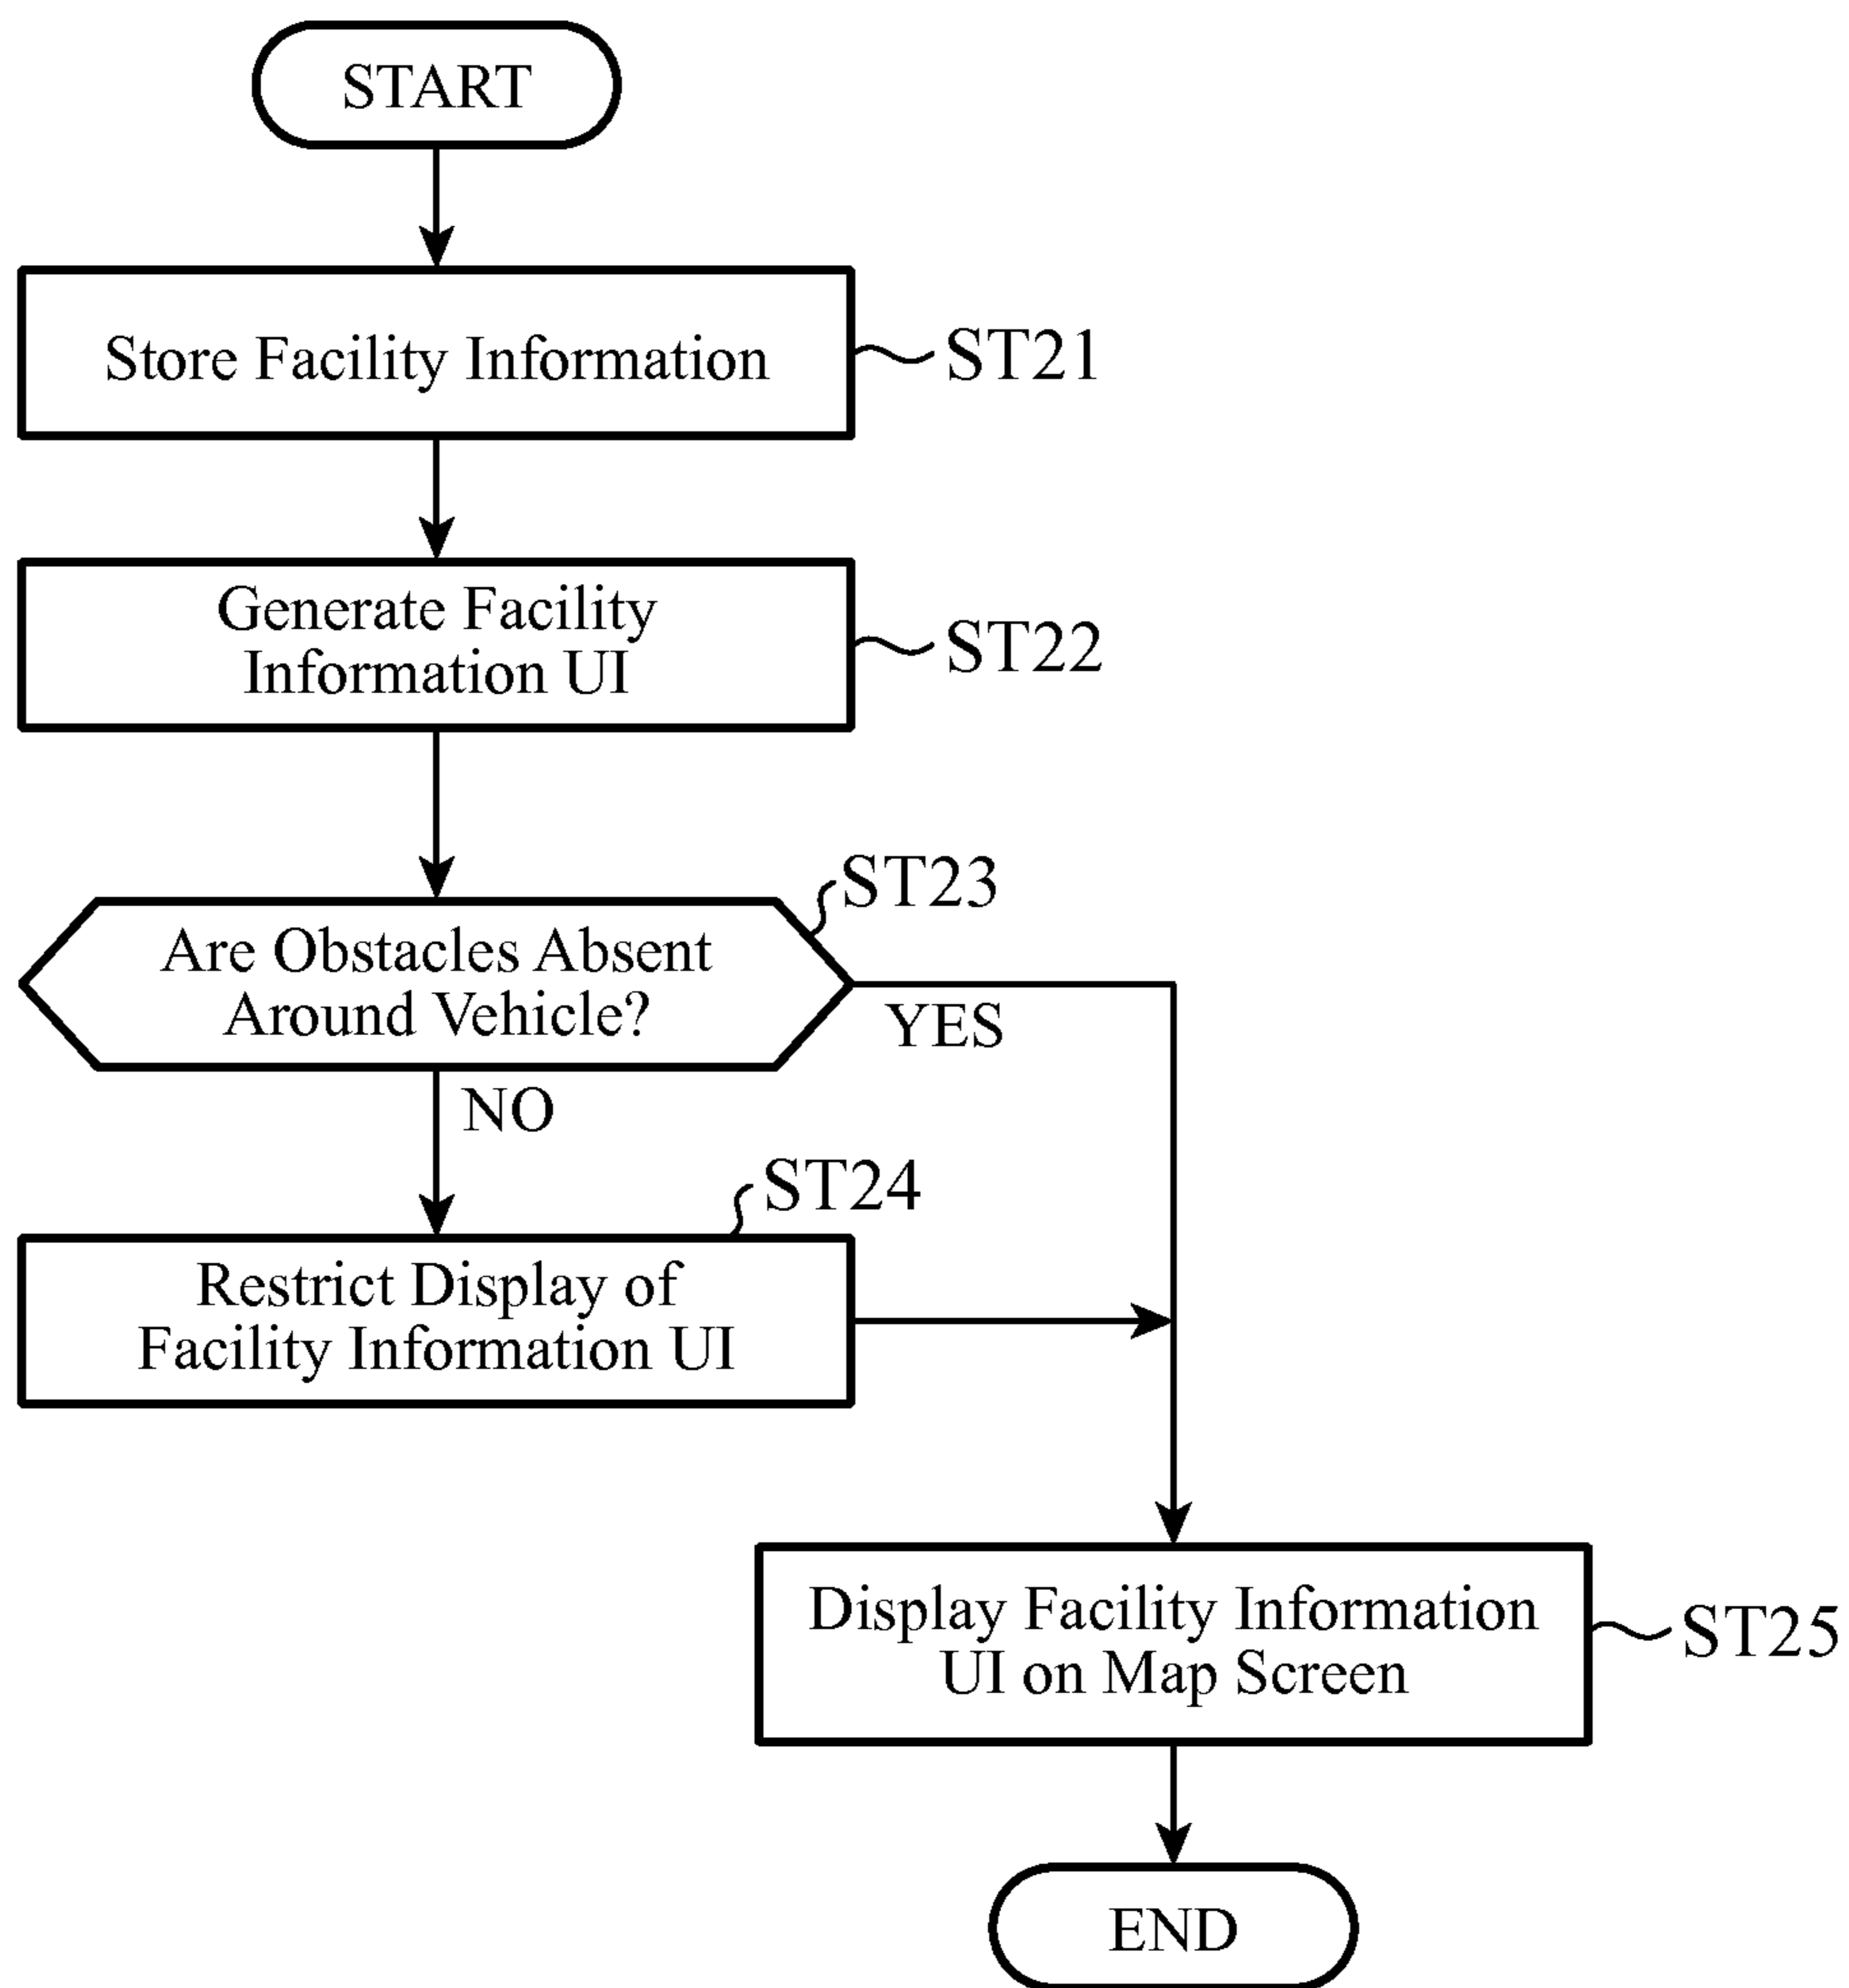 START
Store Facility Information
ST21
Generate Facility
Information UI
ST22
ST23
Are Obstacles Absent
Around Vehicle?
YES
NO
ST24
Restrict Display of
Facility Information UI
Display Facility Information
UI on Map Screen
ST25
END